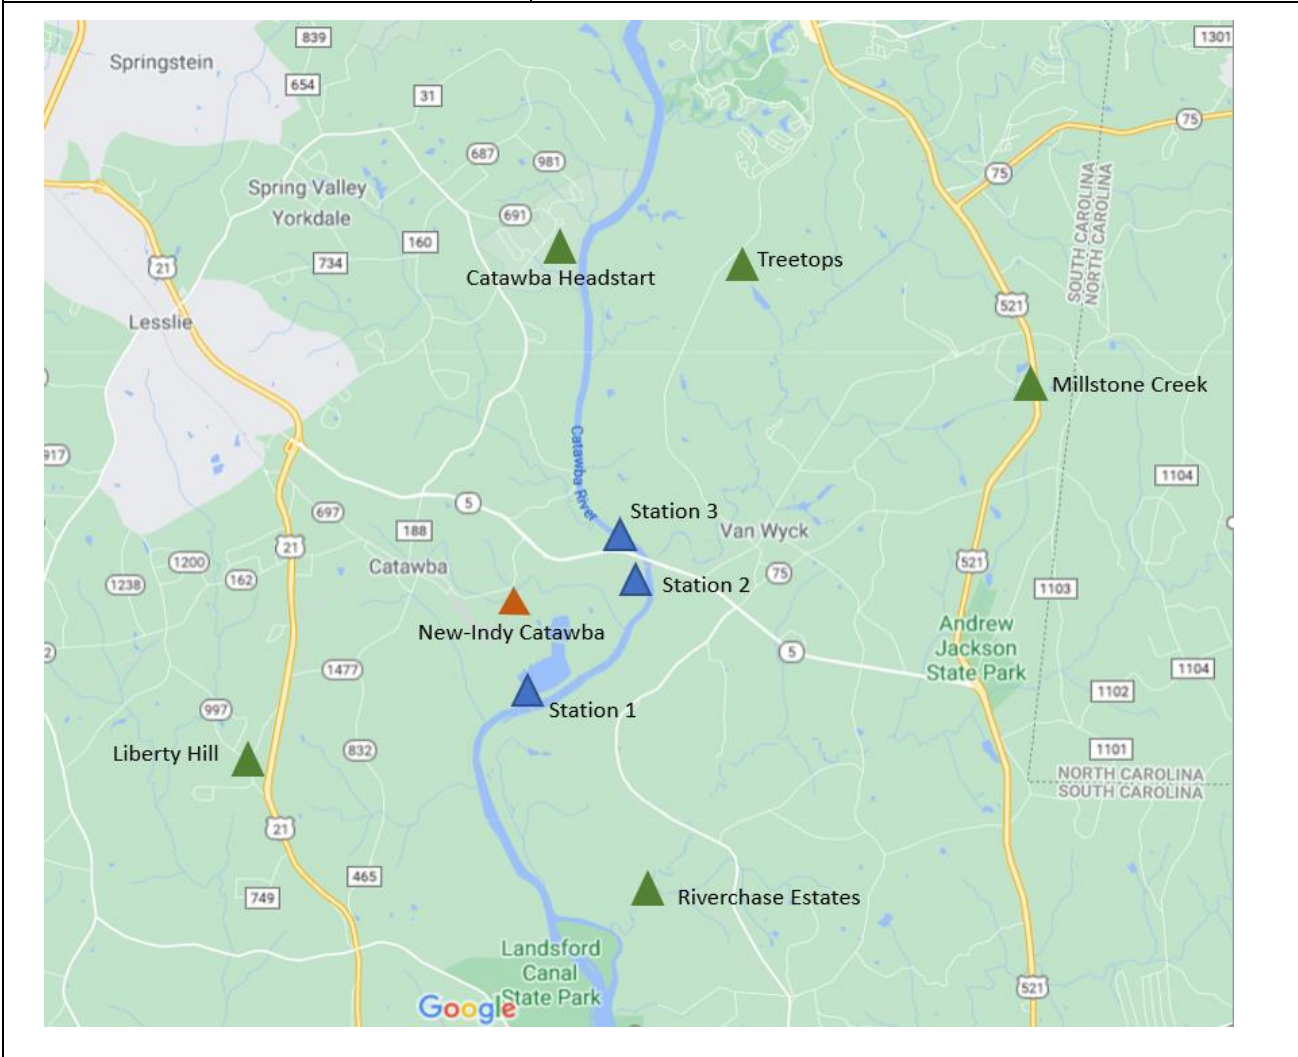 839
1301
Springstein
654
31
75
687
981
75
Spring Valley
Yorkdale
691
SOUTH CAROLINA
NORTH CAROLINA
160
734
21
Catawba Headstart
Treetops
521
Lesslie
Millstone Creek
917
Catawba River
1104
5
697
Station 3
188
Van Wyck
21
1200
Catawba
521
1238
162
75
Station 2
1103
New-Indy Catawba
Andrew
Jackson
State Park
2
5
1477
1104
1102
997
Station 1
Liberty Hill
832
1101
NORTH CAROLINA
SOUTH CAROLINA
21
465
749
Riverchase Estates
Landsford
Canal
State Park
521
Google